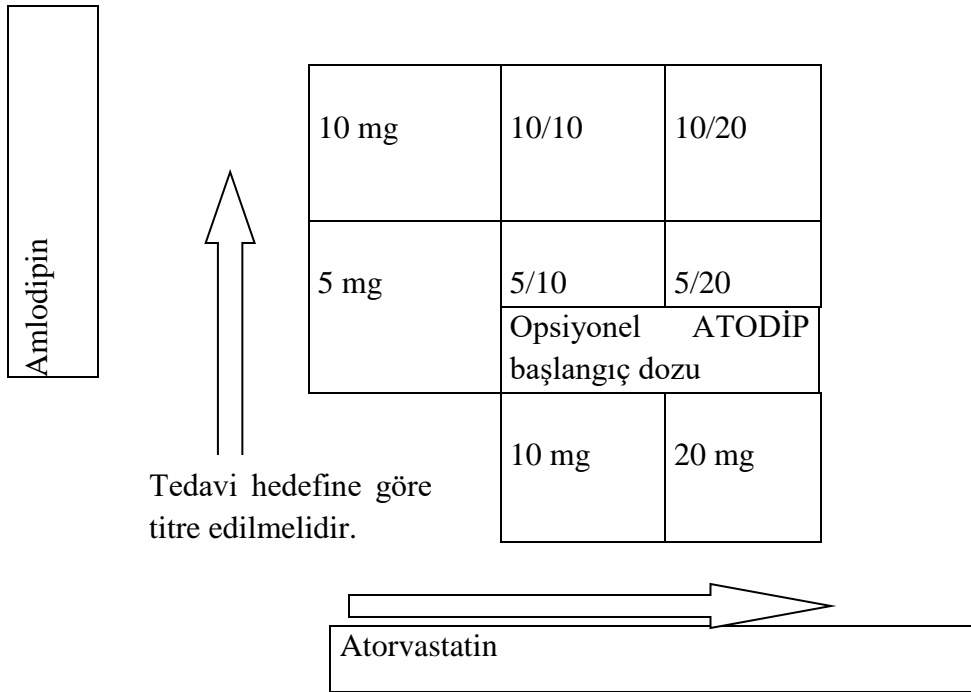 Amlodipin
10 mg 10/10 10/20
5 mg 5/10 5/20
Opsiyonel ATODİP
başlangıç dozu
10 mg 20 mg
Tedavi hedefine göre
titre edilmelidir.
Atorvastatin